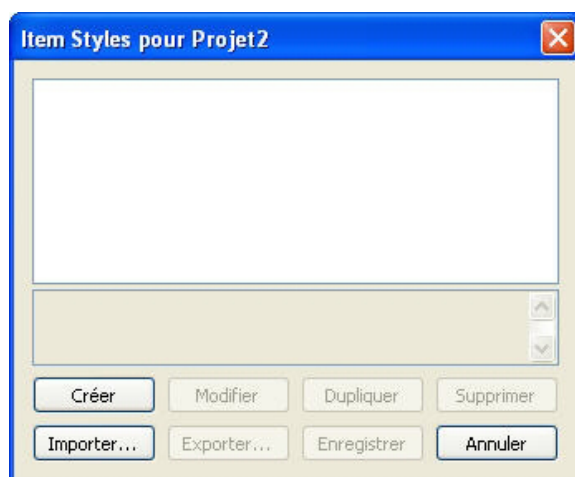 Item Styles pour Projet2
Créer Modifier Dupliquer Supprimer
Importer... Exporter... Enregistrer Annuler